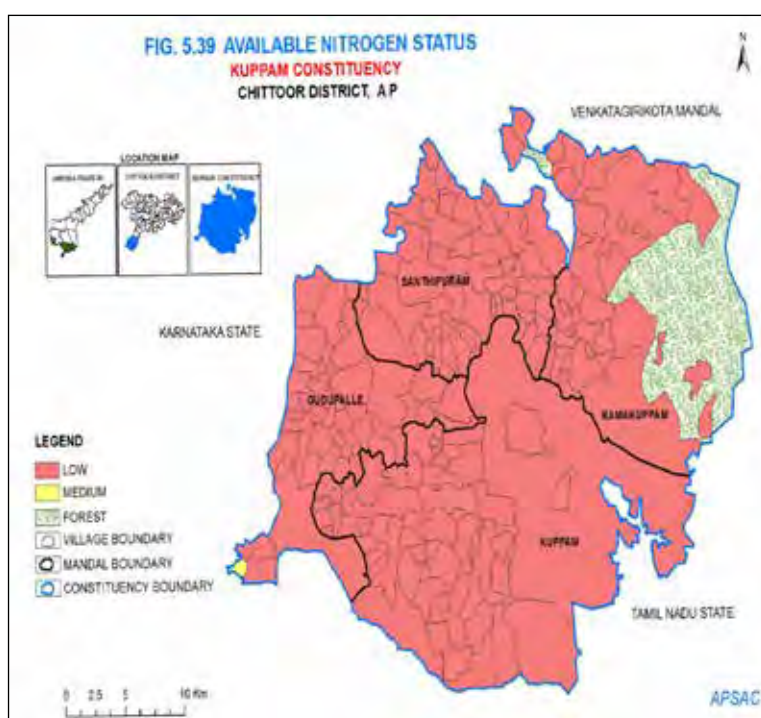 FIG. 5.39 AVAILABLE NITROGEN STATUS
KUPPAM CONSTITUENCY
CHITTOOR DISTRICT, A P
N
VENKATAGIRIKOTA MANDAL
LOCATION MAP
SANTHIPURAM
KARNATAKA STATE
GUDUPALLE
RAMAKUPPAM
LEGEND
LOW
MEDIUM
FOREST
VILLAGE BOUNDARY
MANDAL BOUNDARY
CONSTITUENCY BOUNDARY
KUPPAM
TAMIL NADU STATE
0 2.5 5 10 Km
APSAC